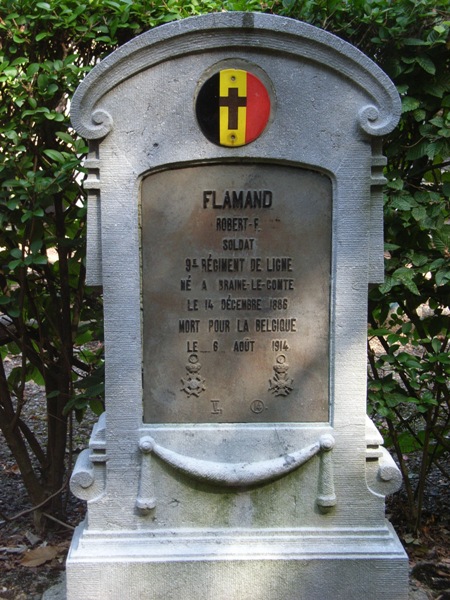 FLAMAND
ROBERT-F.
SOLDAT
9e RÉGIMENT DE LIGNE
NÉ A BRAINE-LE-COMTE
LE 14 DÉCEMBRE 1886
MORT POUR LA BELGIQUE
LE 6 AOÛT 1914
V